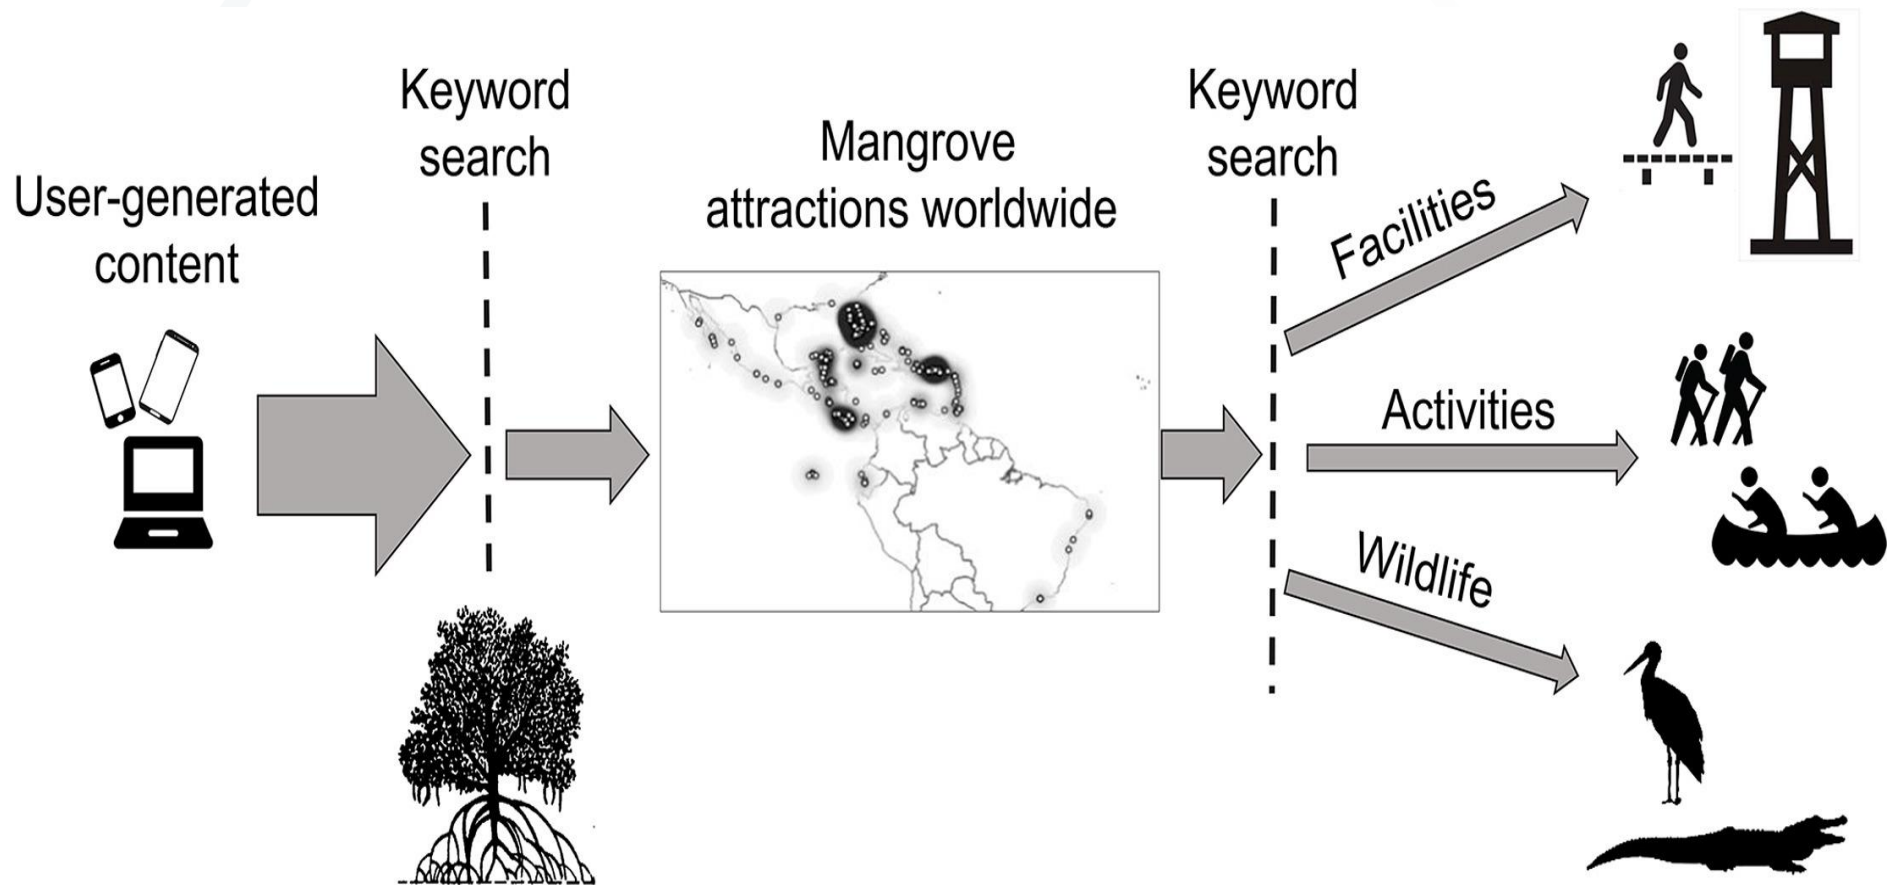 User-generated
content
Keyword
search
Mangrove
attractions worldwide
Keyword
search
Facilities
Activities
Wildlife